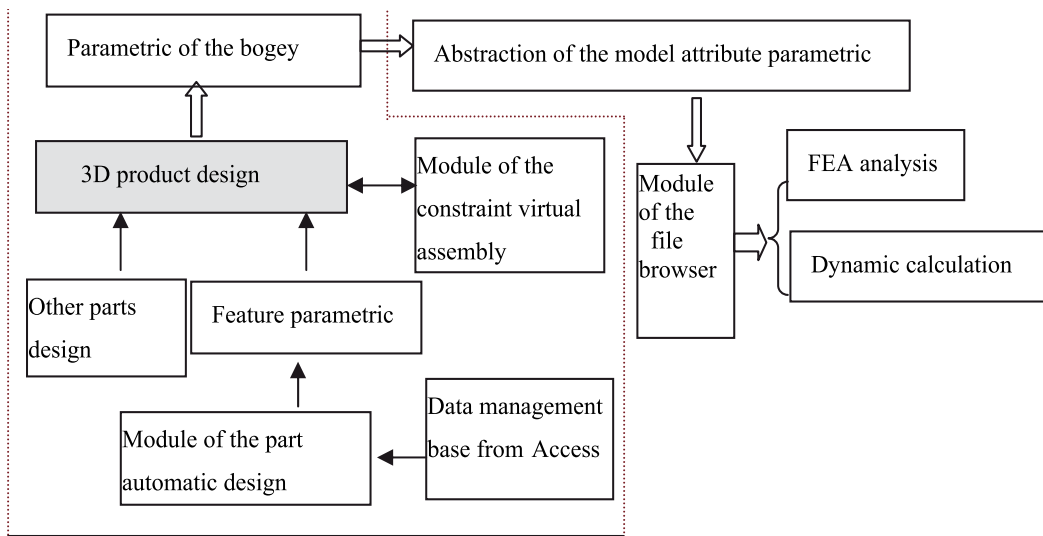 Parametric of the bogey
Abstraction of the model attribute parametric
3D product design
Module of the
constraint virtual
assembly
Module
of the
file
browser
FEA analysis
Dynamic calculation
Other parts
design
Feature parametric
Module of the part
automatic design
Data management
base from Access